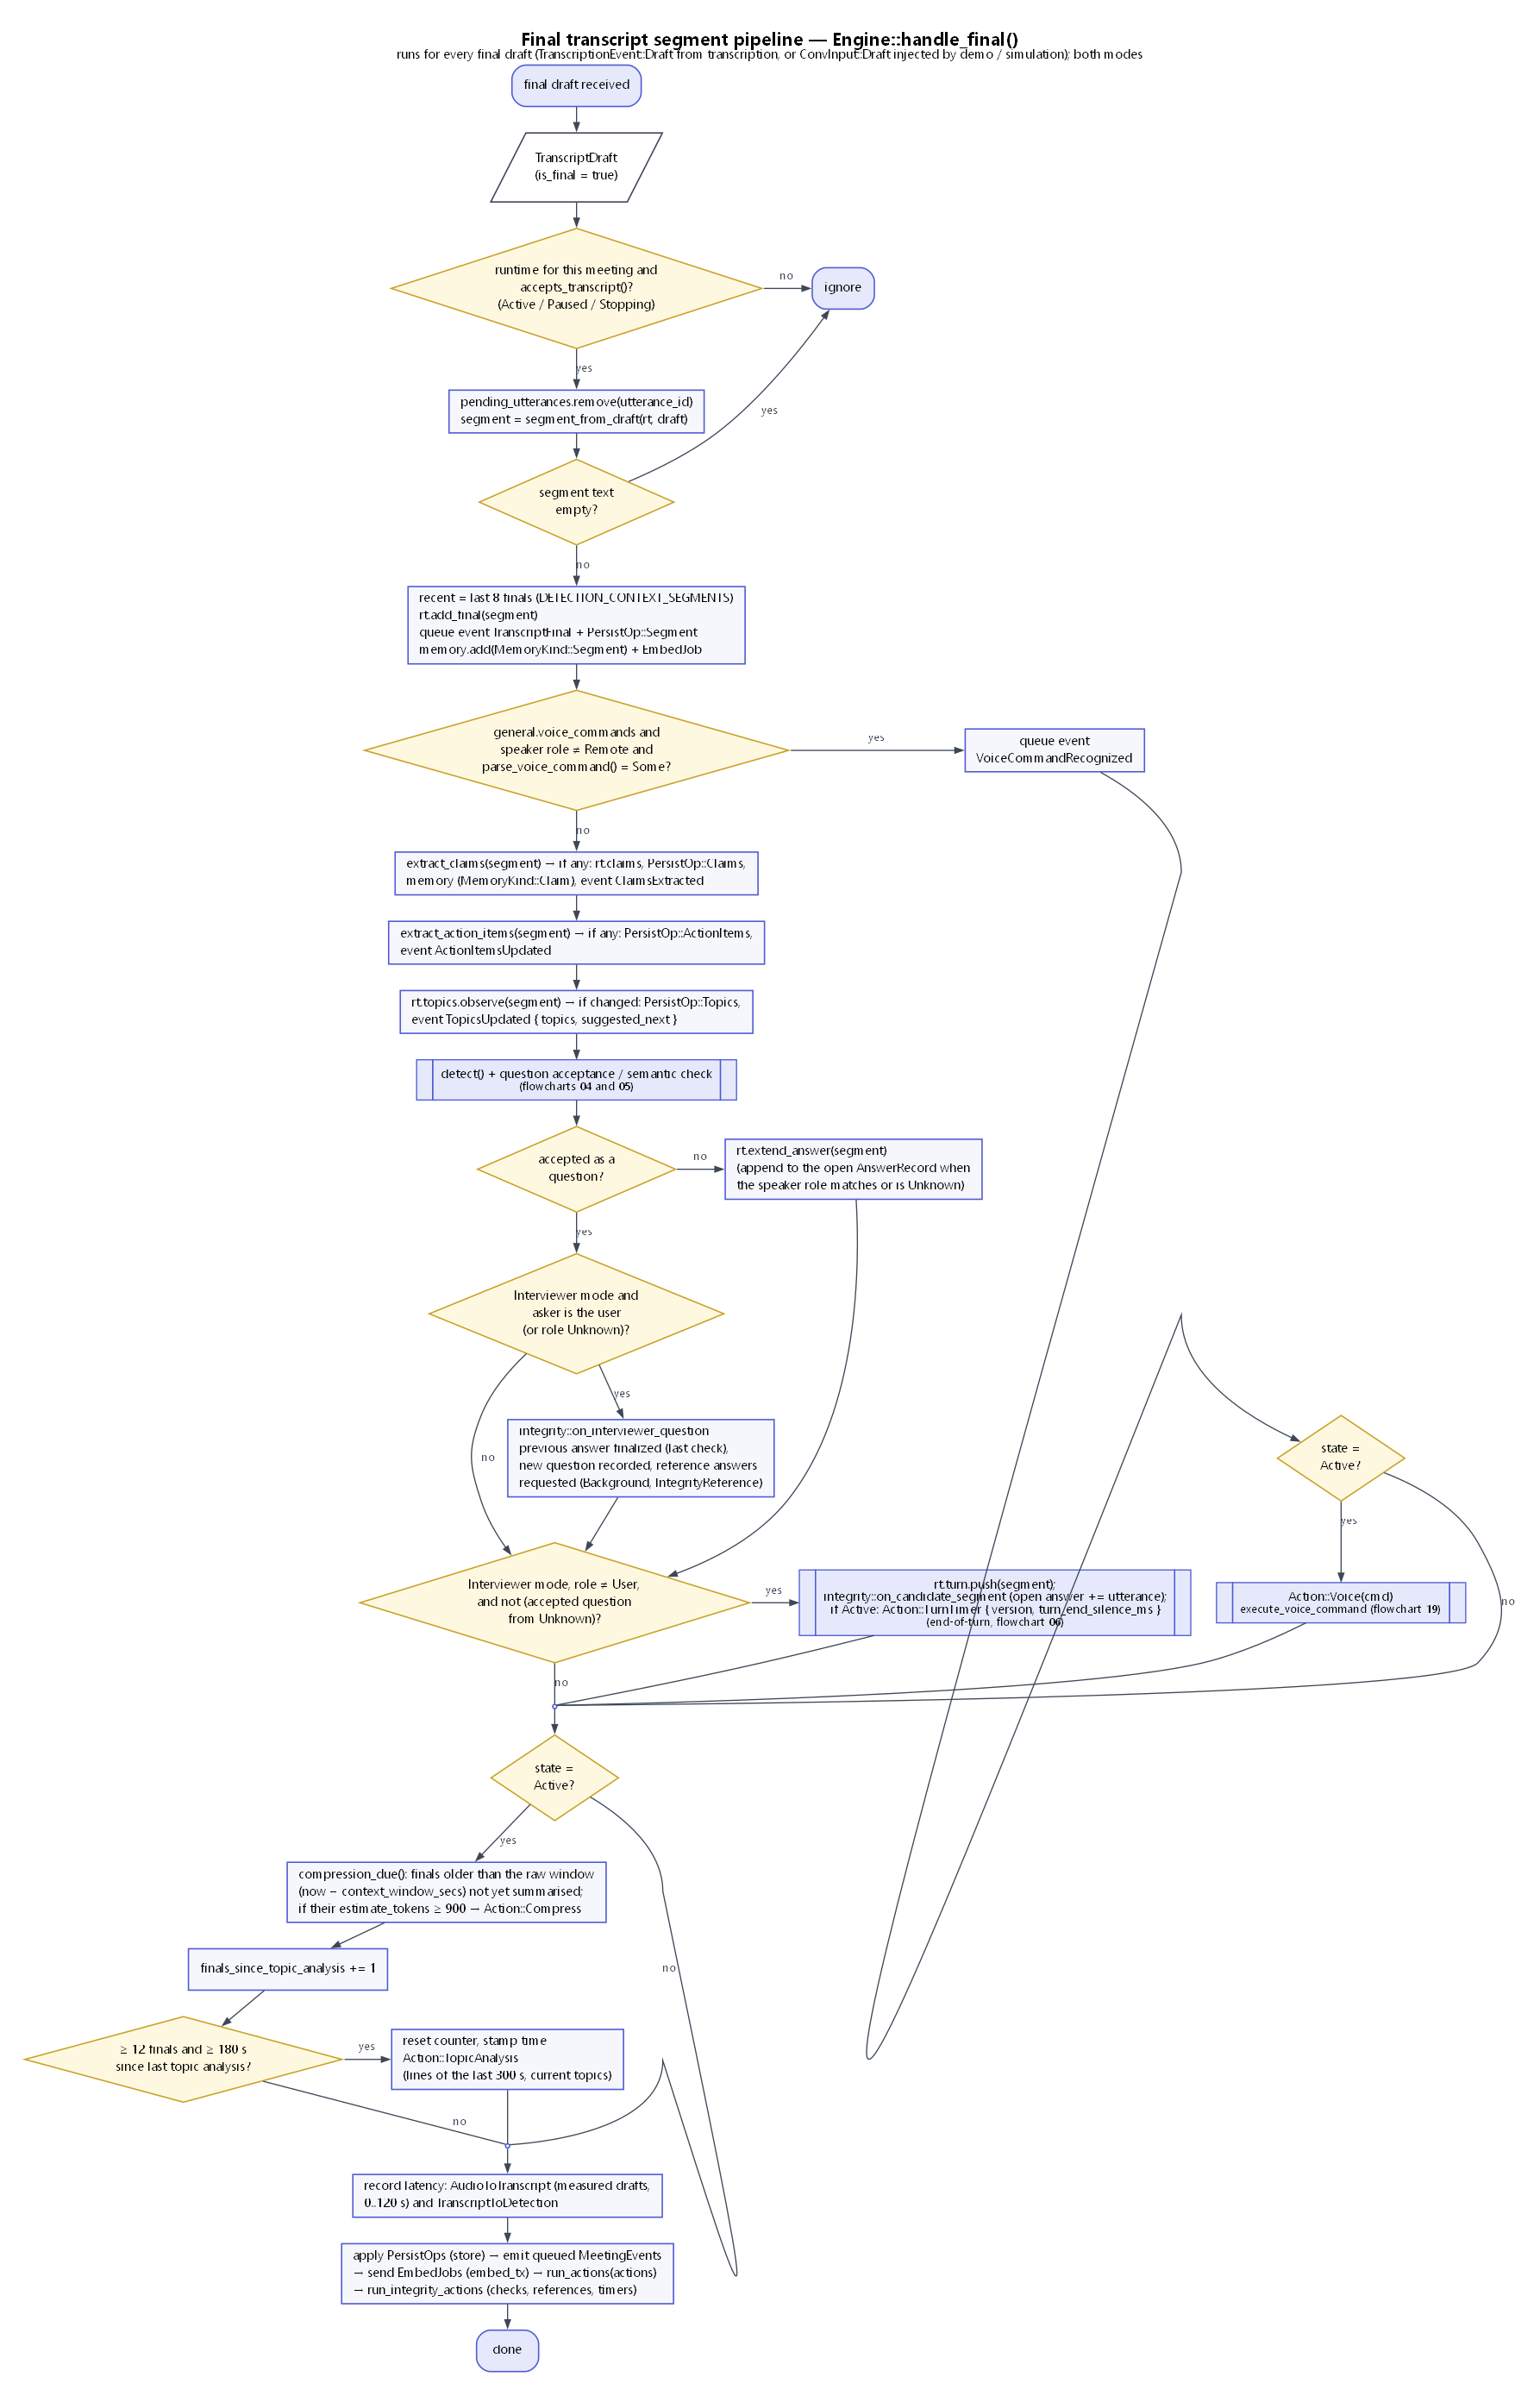 Final transcript segment pipeline — Engine::handle_final()
runs for every final draft (TranscriptionEvent::Draft from transcription, or ConvInput::Draft injected by demo / simulation); both modes
final draft received
TranscriptDraft
(is_final = true)
runtime for this meeting and
accepts_transcript()?
(Active / Paused / Stopping)
no
ignore
yes
pending_utterances.remove(utterance_id)
segment = segment_from_draft(rt, draft)
yes
segment text
empty?
no
recent = last 8 finals (DETECTION_CONTEXT_SEGMENTS)
rt.add_final(segment)
queue event TranscriptFinal + PersistOp::Segment
memory.add(MemoryKind::Segment) + EmbedJob
general.voice_commands and
speaker role ≠ Remote and
parse_voice_command() = Some?
yes
queue event
VoiceCommandRecognized
no
extract_claims(segment) → if any: rt.claims, PersistOp::Claims,
memory (MemoryKind::Claim), event ClaimsExtracted
extract_action_items(segment) → if any: PersistOp::ActionItems,
event ActionItemsUpdated
rt.topics.observe(segment) → if changed: PersistOp::Topics,
event TopicsUpdated { topics, suggested_next }
detect() + question acceptance / semantic check
(flowcharts 04 and 05)
accepted as a
question?
no
rt.extend_answer(segment)
(append to the open AnswerRecord when
the speaker role matches or is Unknown)
yes
Interviewer mode and
asker is the user
(or role Unknown)?
yes
no
integrity::on_interviewer_question
previous answer finalized (last check),
new question recorded, reference answers
requested (Background, IntegrityReference)
state =
Active?
yes
no
Interviewer mode, role ≠ User,
and not (accepted question
from Unknown)?
yes
rt.turn.push(segment);
integrity::on_candidate_segment (open answer += utterance);
if Active: Action::TurnTimer { version, turn_end_silence_ms }
(end-of-turn, flowchart 06)
Action::Voice(cmd)
execute_voice_command (flowchart 19)
no
state =
Active?
yes
compression_due(): finals older than the raw window
(now − context_window_secs) not yet summarised;
if their estimate_tokens ≥ 900 → Action::Compress
no
finals_since_topic_analysis += 1
≥ 12 finals and ≥ 180 s
since last topic analysis?
yes
reset counter, stamp time
Action::TopicAnalysis
(lines of the last 300 s, current topics)
no
record latency: AudioToTranscript (measured drafts,
0..120 s) and TranscriptToDetection
apply PersistOps (store) → emit queued MeetingEvents
→ send EmbedJobs (embed_tx) → run_actions(actions)
→ run_integrity_actions (checks, references, timers)
done